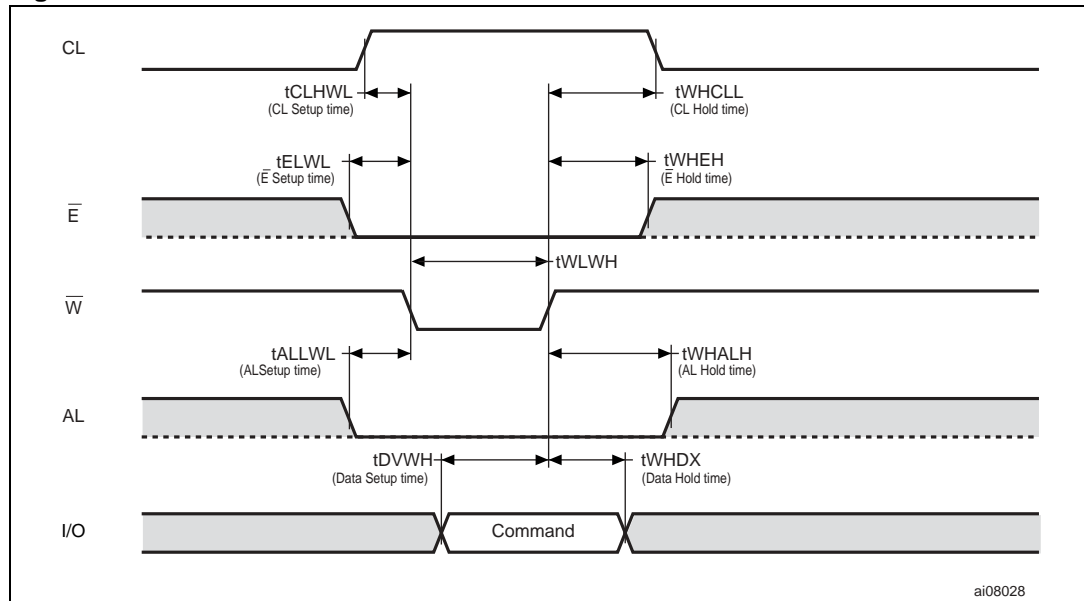 CL
tCLHWL
(CL Setup time)
tWHCLL
(CL Hold time)
tELWL
(E̅ Setup time)
tWHEH
(E̅ Hold time)
E̅
tWLWH
W̅
tALLWL
(ALSetup time)
tWHALH
(AL Hold time)
AL
tDVWH
(Data Setup time)
tWHDX
(Data Hold time)
I/O
Command
ai08028